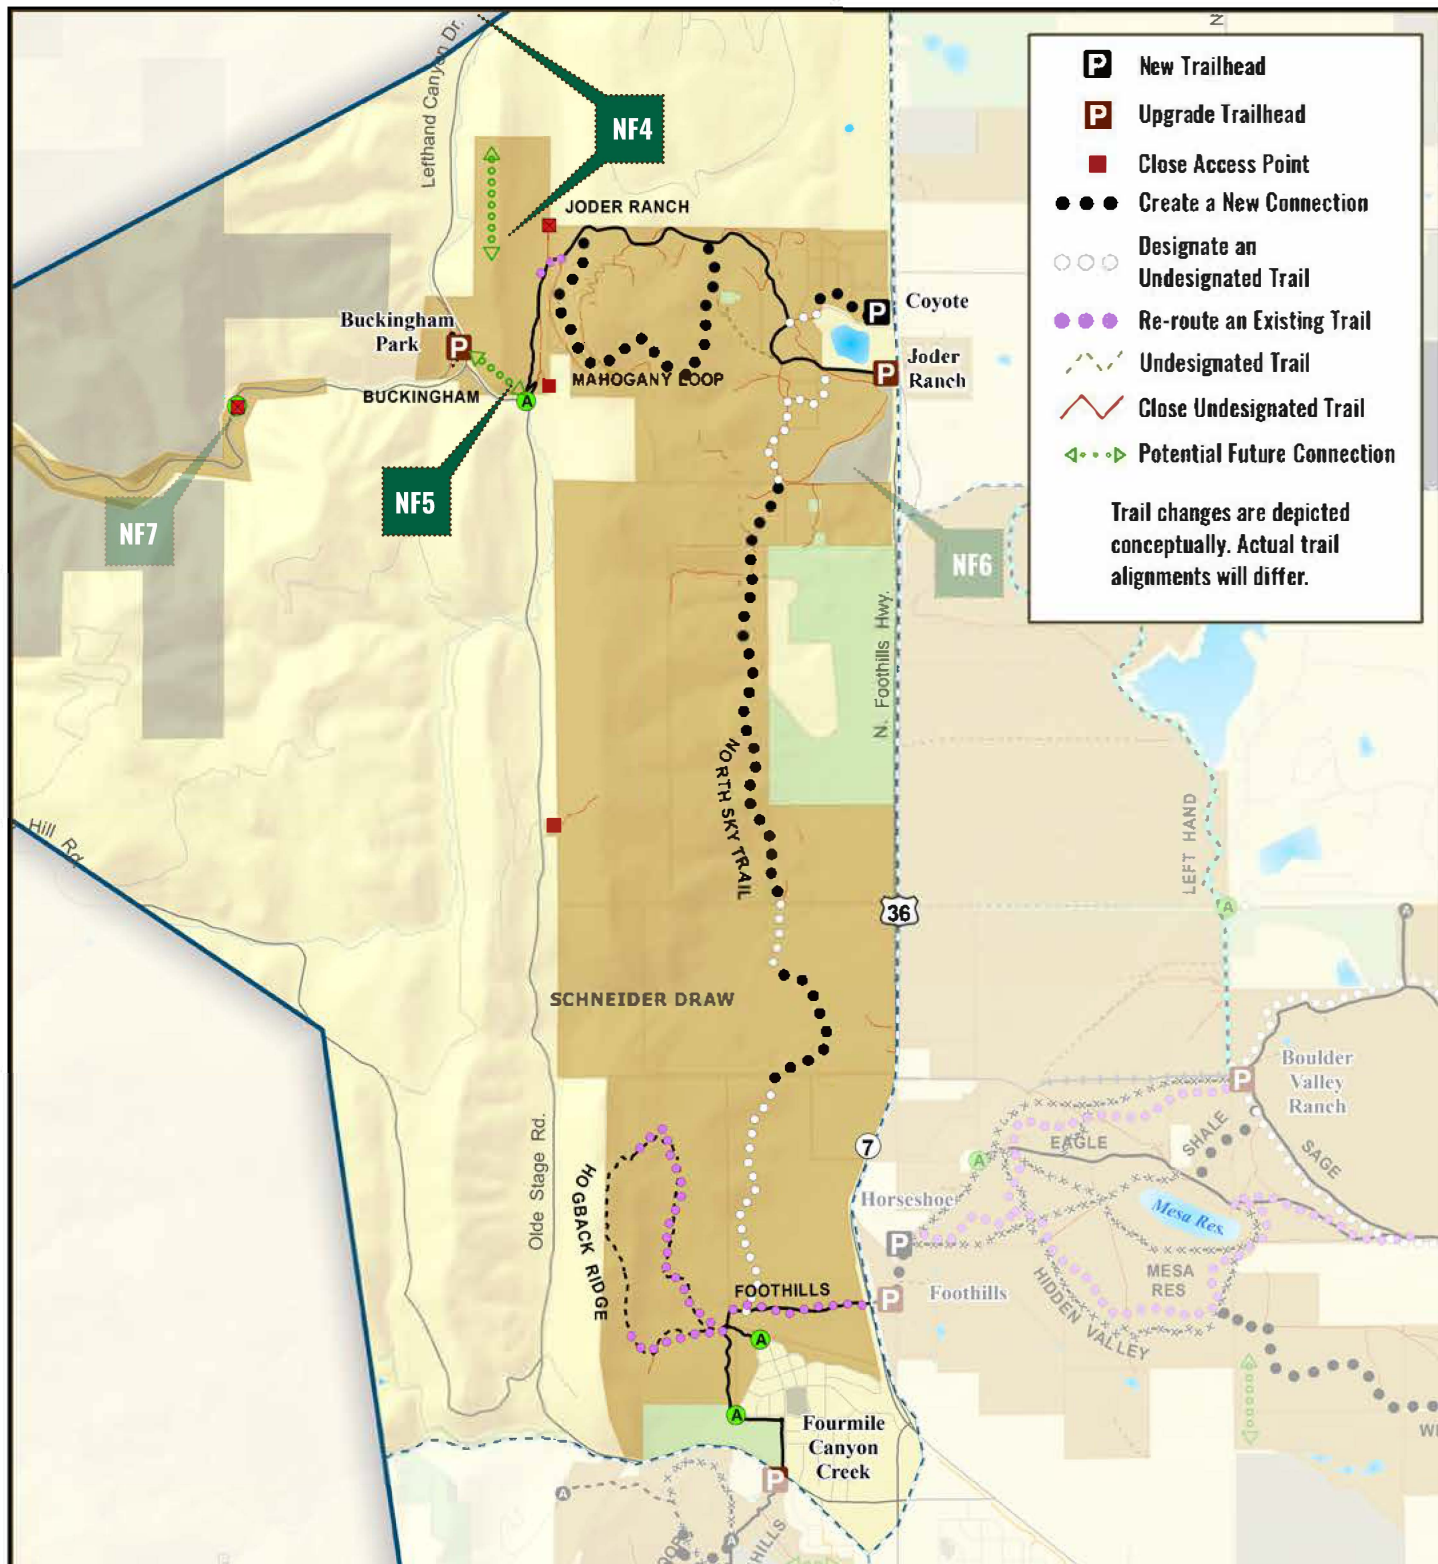 N
Lefthand Canyon Dr.
NF4
JODER RANCH
Buckingham
Park
P
BUCKINGHAM
A
MAHOGANY LOOP
P
Coyote
P
Joder
Ranch
NF7
NF5
NF6
P New Trailhead
P Upgrade Trailhead
Close Access Point
Create a New Connection
Designate an
Undesignated Trail
Re-route an Existing Trail
Undesignated Trail
Close Undesignated Trail
Potential Future Connection
Trail changes are depicted
conceptually. Actual trail
alignments will differ.
N. Foothills Hwy.
NORTH SKY TRAIL
Hill Rd
LEFT HAND
36
A
A
SCHNEIDER DRAW
Olde Stage Rd.
7
Boulder
Valley
Ranch
P
EAGLE
SHALE
SAGE
A
Horseshoe
P
Mesa Res.
HOGBACK RIDGE
MESA
RES
HIDDEN VALLEY
FOOTHILLS
P
Foothills
A
A
Fourmile
Canyon
Creek
P
A
A
HILLS